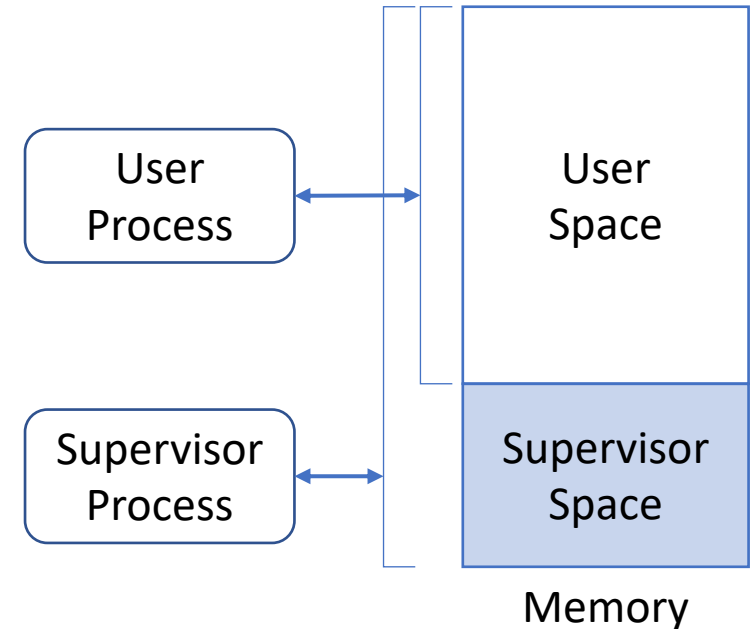 User
Process
User
Space
Supervisor
Process
Supervisor
Space
Memory